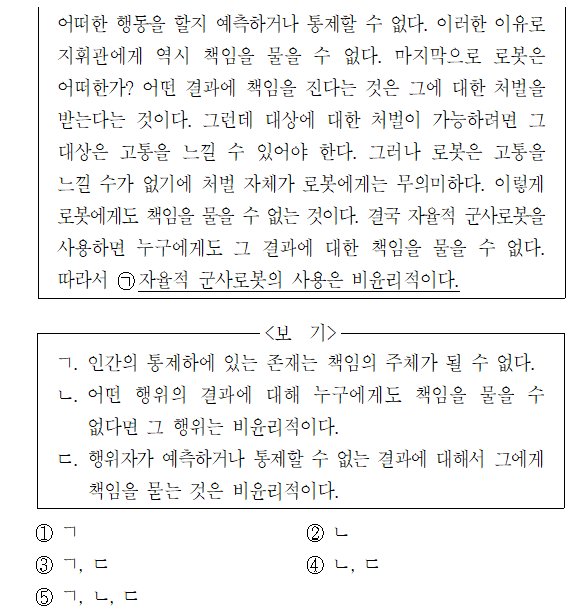 어떠한 행동을 할지 예측하거나 통제할 수 없다. 이러한 이유로
지휘관에게 역시 책임을 물을 수 없다. 마지막으로 로봇은
어떠한가? 어떤 결과에 책임을 진다는 것은 그에 대한 처벌을
받는다는 것이다. 그런데 대상에 대한 처벌이 가능하려면 그
대상은 고통을 느낄 수 있어야 한다. 그러나 로봇은 고통을
느낄 수가 없기에 처벌 자체가 로봇에게는 무의미하다. 이렇게
로봇에게도 책임을 물을 수 없는 것이다. 결국 자율적 군사로봇을
사용하면 누구에게도 그 결과에 대한 책임을 물을 수 없다.
따라서 ㉠자율적 군사로봇의 사용은 비윤리적이다.
<보 기>
ㄱ. 인간의 통제하에 있는 존재는 책임의 주체가 될 수 없다.
ㄴ. 어떤 행위의 결과에 대해 누구에게도 책임을 물을 수
없다면 그 행위는 비윤리적이다.
ㄷ. 행위자가 예측하거나 통제할 수 없는 결과에 대해서 그에게
책임을 묻는 것은 비윤리적이다.
① ㄱ ② ㄴ
③ ㄱ, ㄷ ④ ㄴ, ㄷ
⑤ ㄱ, ㄴ, ㄷ